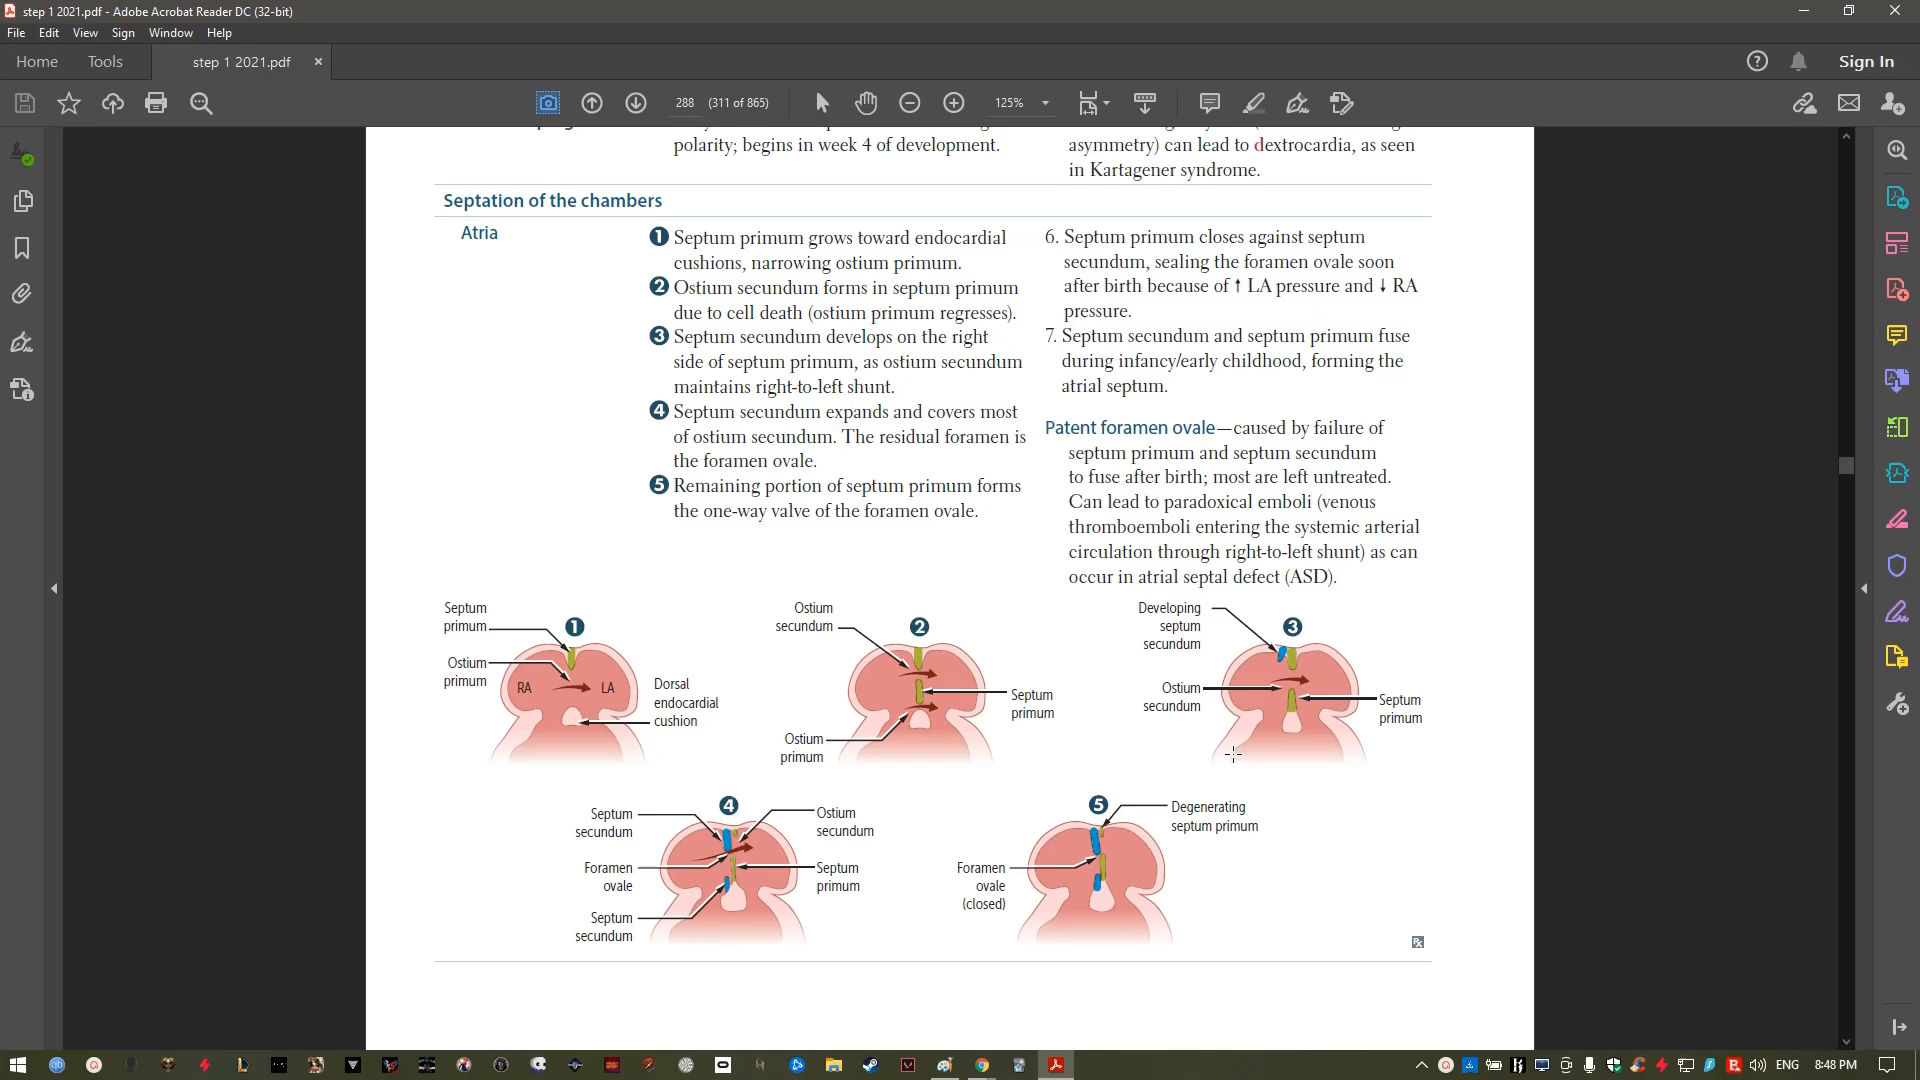 step 1 2021.pdf - Adobe Acrobat Reader DC (32-bit)
File Edit View Sign Window Help
Home Tools step 1 2021.pdf × Sign In
288 (311 of 865) 125%
polarity; begins in week 4 of development.
asymmetry) can lead to dextrocardia, as seen
in Kartagener syndrome.
Septation of the chambers
Atria
1 Septum primum grows toward endocardial
cushions, narrowing ostium primum.
2 Ostium secundum forms in septum primum
due to cell death (ostium primum regresses).
3 Septum secundum develops on the right
side of septum primum, as ostium secundum
maintains right-to-left shunt.
4 Septum secundum expands and covers most
of ostium secundum. The residual foramen is
the foramen ovale.
5 Remaining portion of septum primum forms
the one-way valve of the foramen ovale.
6. Septum primum closes against septum
secundum, sealing the foramen ovale soon
after birth because of ↑ LA pressure and ↓ RA
pressure.
7. Septum secundum and septum primum fuse
during infancy/early childhood, forming the
atrial septum.
Patent foramen ovale—caused by failure of
septum primum and septum secundum
to fuse after birth; most are left untreated.
Can lead to paradoxical emboli (venous
thromboemboli entering the systemic arterial
circulation through right-to-left shunt) as can
occur in atrial septal defect (ASD).
Septum
primum
1
Ostium
primum
RA
LA
Dorsal
endocardial
cushion
Ostium
secundum
2
Septum
primum
Ostium
primum
Developing
septum
secundum
3
Ostium
secundum
Septum
primum
Septum
secundum
4
Ostium
secundum
Foramen
ovale
Septum
primum
Septum
secundum
5
Degenerating
septum primum
Foramen
ovale
(closed)
Rx
ENG 8:48 PM